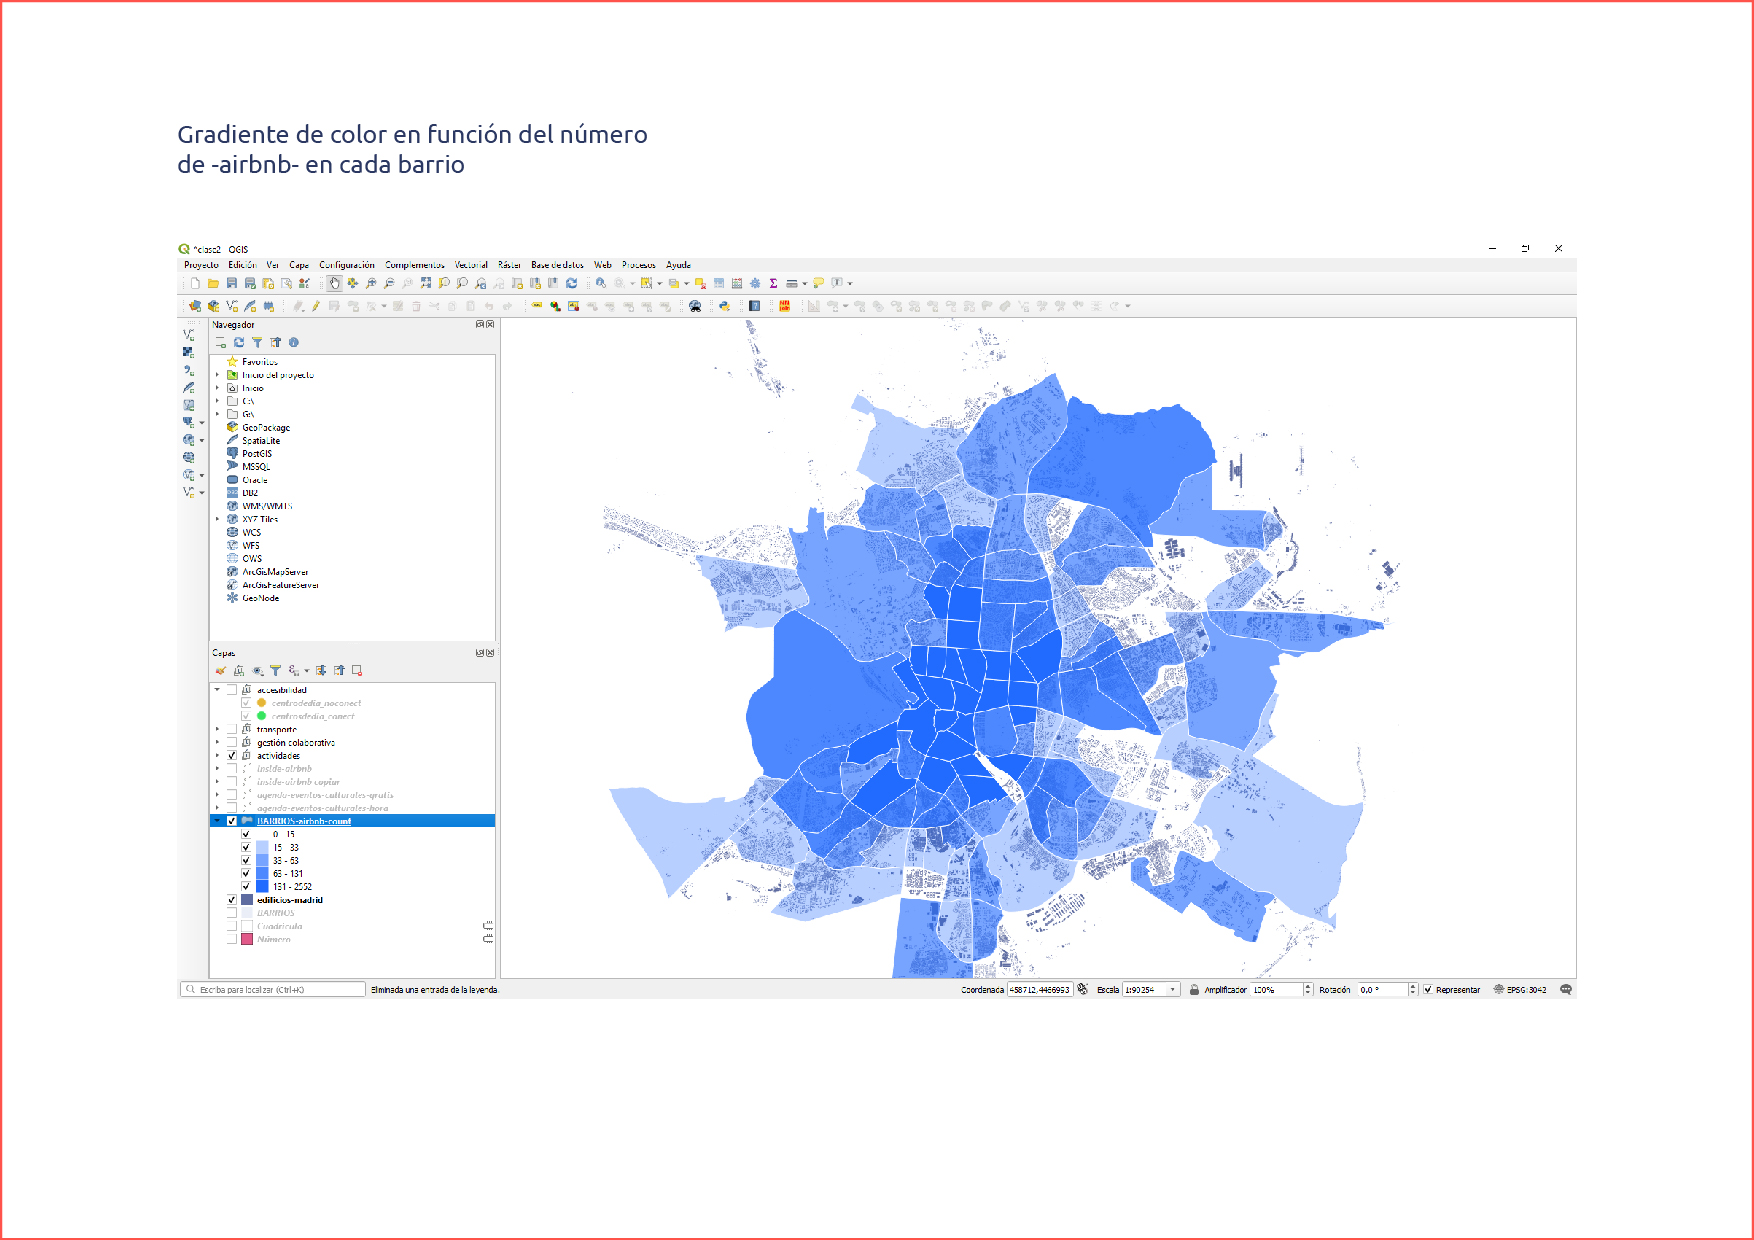 Gradiente de color en función del número
de -airbnb- en cada barrio
*clase2 - QGIS
Proyecto Edición Ver Capa Configuración Complementos Vectorial Ráster Base de datos Web Procesos Ayuda
Navegador
Favoritos
Inicio del proyecto
Inicio
C:\
G:\
GeoPackage
SpatiaLite
PostGIS
MSSQL
Oracle
DB2
WMS/WMTS
XYZ Tiles
WCS
WFS
OWS
ArcGisMapServer
ArcGisFeatureServer
GeoNode
Capas
accesibilidad
centrodedia_noconect
centrosdedia_conect
transporte
gestión colaborativa
actividades
inside-airbnb
inside-airbnb copiar
agenda-eventos-culturales-gratis
agenda-eventos-culturales-hora
BARRIOS-airbnb-count
0 - 15
15 - 33
33 - 63
63 - 131
131 - 2552
edificios-madrid
BARRIOS
Cuadrícula
Número
Escriba para localizar (Ctrl+K) Eliminada una entrada de la leyenda. Coordenada 458712,4466993 Escala 1:90254 Amplificador 100% Rotación 0,0 ° Representar EPSG:3042